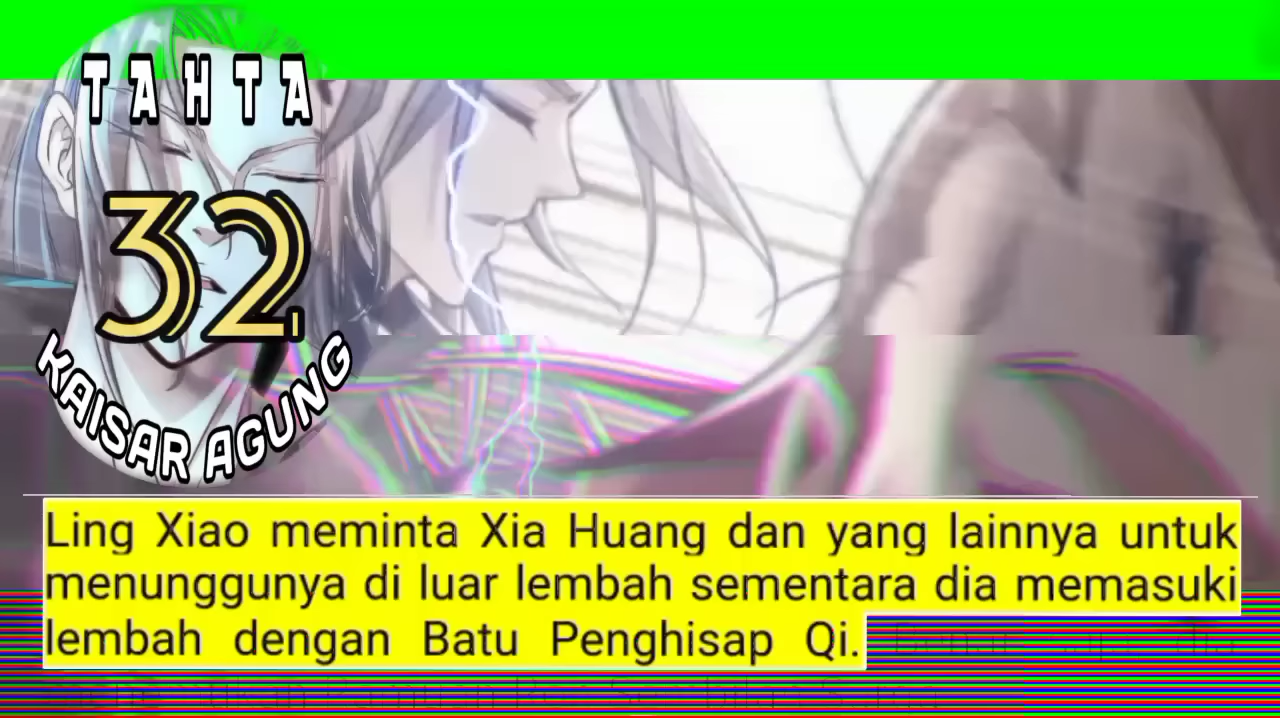 TAHTA
32
KAISAR AGUNG
Ling Xiao meminta Xia Huang dan yang lainnya untuk
menunggunya di luar lembah sementara dia memasuki
lembah dengan Batu Penghisap Qi.